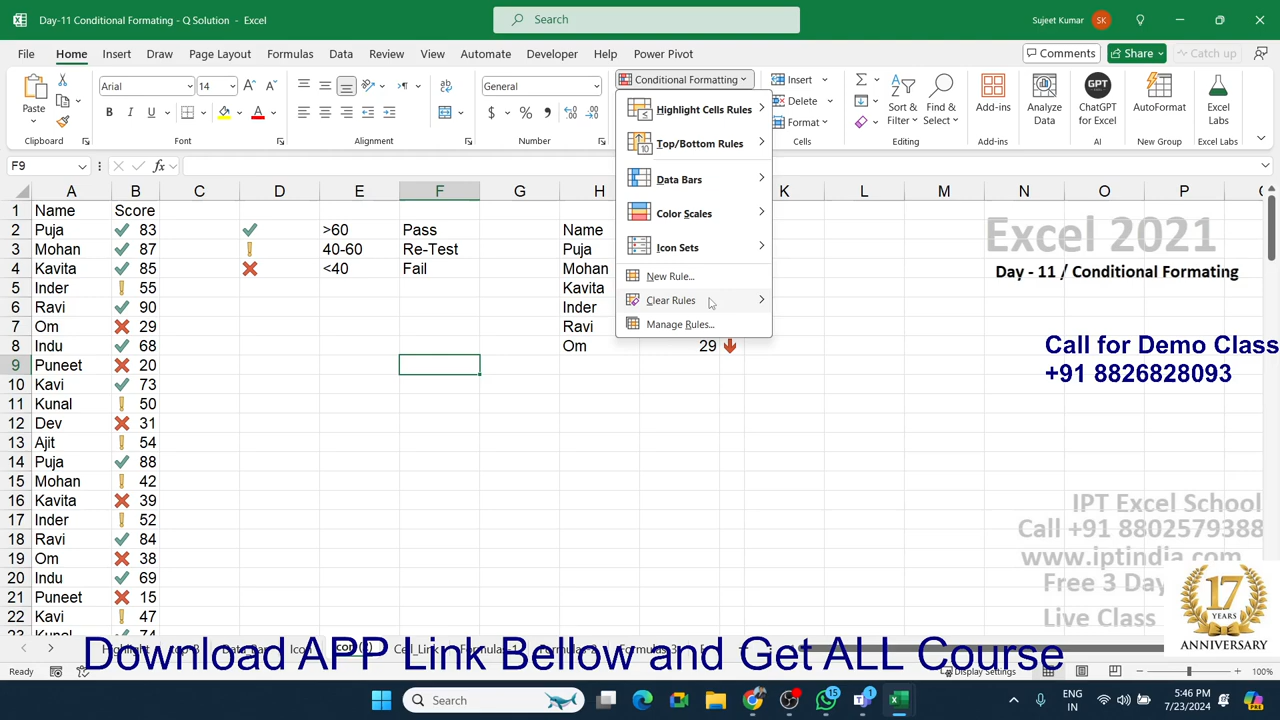 Day-11 Conditional Formating - Q Solution - Excel
Search
Sujeet Kumar
SK
File Home Insert Draw Page Layout Formulas Data Review View Automate Developer Help Power Pivot
Comments Share Catch up
Paste
Clipboard
Arial 14
B I U
Font
Alignment
General
Number
Conditional Formatting
Highlight Cells Rules
Top/Bottom Rules
Data Bars
Color Scales
Icon Sets
New Rule...
Clear Rules
Manage Rules...
Insert
Delete
Format
Cells
Sort & Filter
Find & Select
Editing
Add-ins
Add-ins
Analyze Data
ChatGPT for Excel
AI
AutoFormat
New Group
Excel Labs
Excel Labs
F9
fx
A B C D E F G H K L M N O P
1 Name Score
2 Puja 83 >60 Pass Name
3 Mohan 87 40-60 Re-Test Puja
4 Kavita 85 <40 Fail Mohan
5 Inder 55 Kavita
6 Ravi 90 Inder
7 Om 29 Ravi
8 Indu 68 Om 29
9 Puneet 20
10 Kavi 73
11 Kunal 50
12 Dev 31
13 Ajit 54
14 Puja 88
15 Mohan 42
16 Kavita 39
17 Inder 52
18 Ravi 84
19 Om 38
20 Indu 69
21 Puneet 15
22 Kavi 47
23 Kunal 74
Excel 2021
Day - 11 / Conditional Formating
Call for Demo Class
+91 8826828093
IPT Excel School
Call +91 8802579388
www.iptindia.com
Free 3 Day
Live Class
17
YEARS
ANNIVERSARY
Download APP Link Bellow and Get ALL Course
Ready
Display Settings
100%
Search
15
1
ENG
IN
5:46 PM
7/23/2024